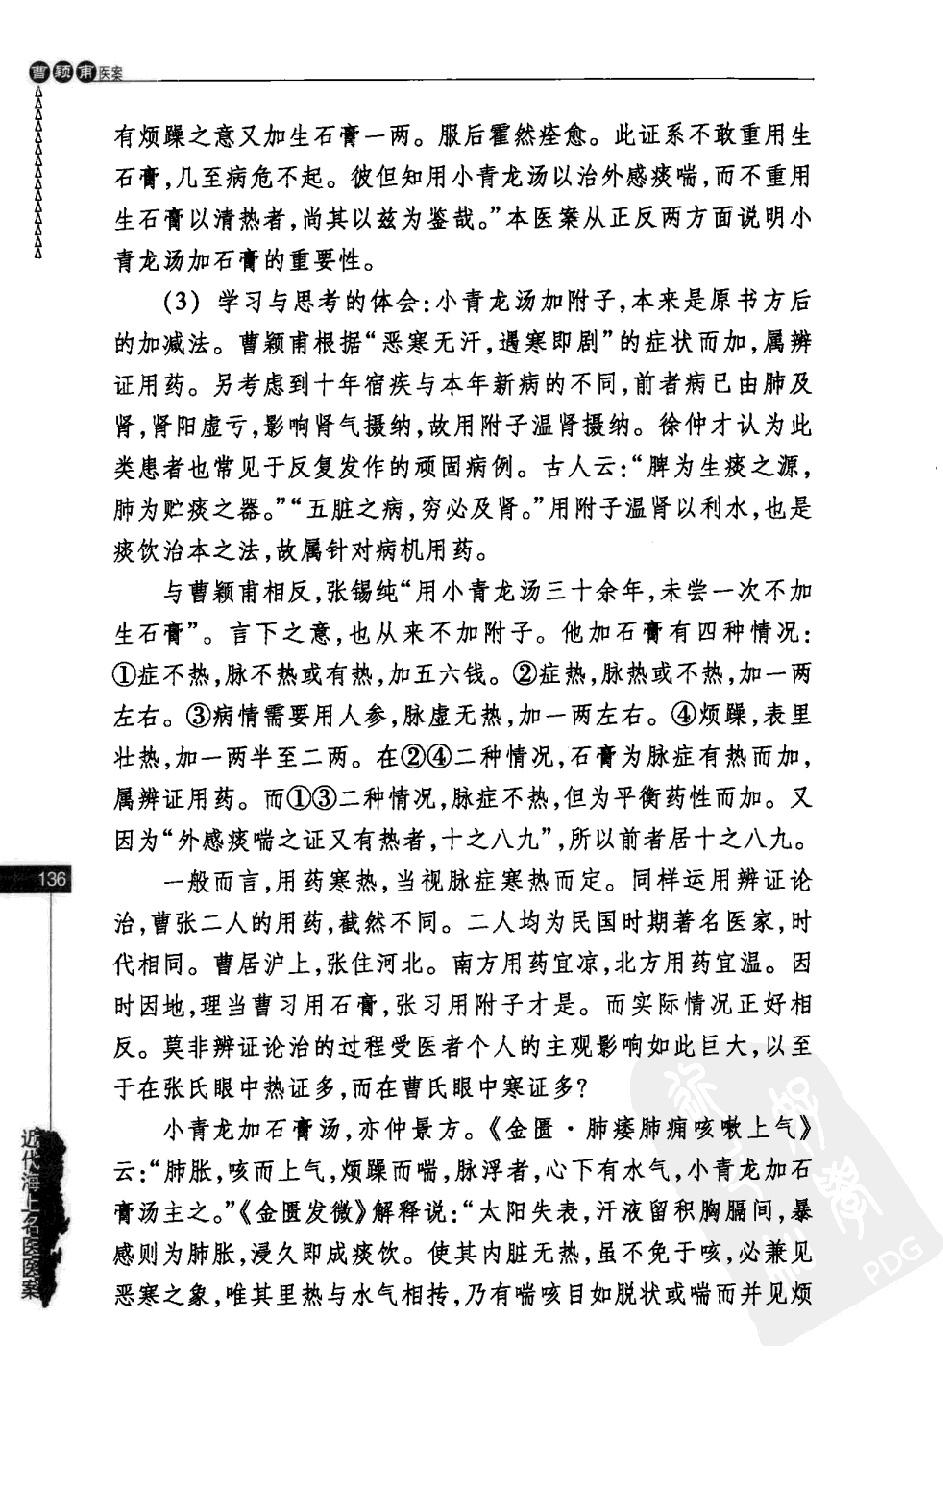 曹颖甫医案
有烦躁之意又加生石膏一两。服后霍然痊愈。此证系不敢重用生
石膏,几至病危不起。彼但知用小青龙汤以治外感痰喘,而不重用
生石膏以清热者,尚其以兹为鉴哉。”本医案从正反两方面说明小
青龙汤加石膏的重要性。
(3) 学习与思考的体会:小青龙汤加附子,本来是原书方后
的加减法。曹颖甫根据“恶寒无汗,遇寒即剧”的症状而加,属辨
证用药。另考虑到十年宿疾与本年新病的不同,前者病已由肺及
肾,肾阳虚亏,影响肾气摄纳,故用附子温肾摄纳。徐仲才认为此
类患者也常见于反复发作的顽固病例。古人云:“脾为生痰之源,
肺为贮痰之器。”“五脏之病,穷必及肾。”用附子温肾以利水,也是
痰饮治本之法,故属针对病机用药。
与曹颖甫相反,张锡纯“用小青龙汤三十余年,未尝一次不加
生石膏”。言下之意,也从来不加附子。他加石膏有四种情况:
①症不热,脉不热或有热,加五六钱。②症热,脉热或不热,加一两
左右。③病情需要用人参,脉虚无热,加一两左右。④烦躁,表里
壮热,加一两半至二两。在②④二种情况,石膏为脉症有热而加,
属辨证用药。而①③二种情况,脉症不热,但为平衡药性而加。又
因为“外感痰喘之证又有热者,十之八九”,所以前者居十之八九。
一般而言,用药寒热,当视脉症寒热而定。同样运用辨证论
治,曹张二人的用药,截然不同。二人均为民国时期著名医家,时
代相同。曹居沪上,张住河北。南方用药宜凉,北方用药宜温。因
时因地,理当曹习用石膏,张习用附子才是。而实际情况正好相
反。莫非辨证论治的过程受医者个人的主观影响如此巨大,以至
于在张氏眼中热证多,而在曹氏眼中寒证多?
小青龙加石膏汤,亦仲景方。《金匮·肺痿肺痈咳嗽上气》
云:“肺胀,咳而上气,烦躁而喘,脉浮者,心下有水气,小青龙加石
膏汤主之。”《金匮发微》解释说:“太阳失表,汗液留积胸膈间,暴
感则为肺胀,浸久即成痰饮。使其内脏无热,虽不免于咳,必兼见
恶寒之象,唯其里热与水气相抟,乃有喘咳目如脱状或喘而并见烦
136
近代海上名医医案
PDG